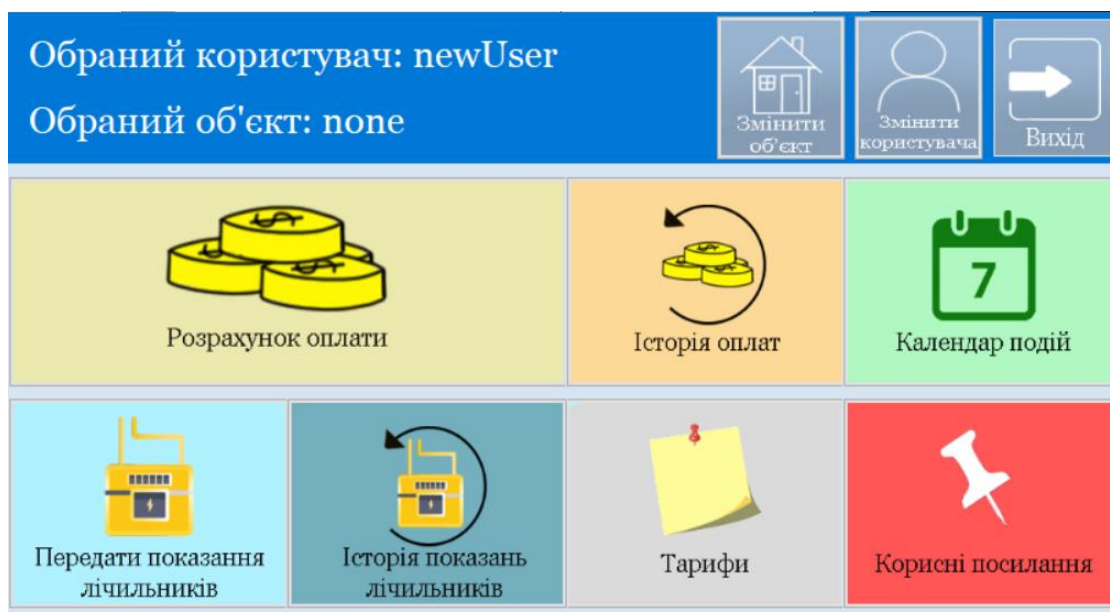 Обраний користувач: newUser
Обраний об'єкт: none
Змінити
об'єкт
Змінити
користувача
Вихід
Розрахунок оплати
Історія оплат
7
Календар подій
Передати показання
лічильників
Історія показань
лічильників
Тарифи
Корисні посилання